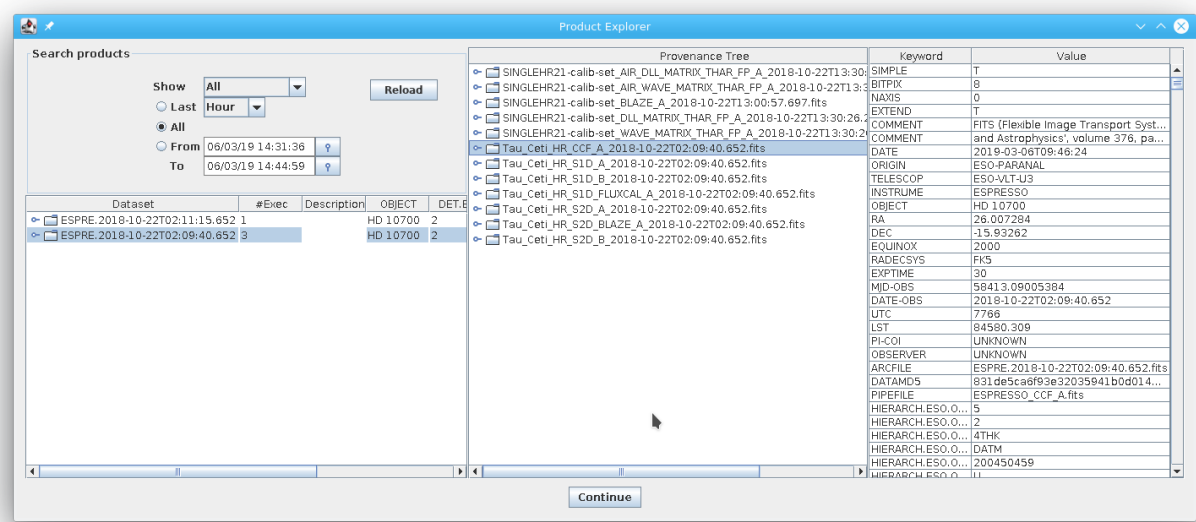 Product Explorer
Search products
Show All
Reload
Last Hour
All
From 06/03/19 14:31:36
To 06/03/19 14:44:59
Dataset #Exec Description OBJECT DET.B
ESPRE.2018-10-22T02:11:15.652 1 HD 10700 2
ESPRE.2018-10-22T02:09:40.652 3 HD 10700 2
Provenance Tree
SINGLEHR21-calib-set_AIR_DLL_MATRIX_THAR_FP_A_2018-10-22T13:30:
SINGLEHR21-calib-set_AIR_WAVE_MATRIX_THAR_FP_A_2018-10-22T13:3
SINGLEHR21-calib-set_BLAZE_A_2018-10-22T13:00:57.697.fits
SINGLEHR21-calib-set_DLL_MATRIX_THAR_FP_A_2018-10-22T13:30:26.2
SINGLEHR21-calib-set_WAVE_MATRIX_THAR_FP_A_2018-10-22T13:30:2
Tau_Ceti_HR_CCF_A_2018-10-22T02:09:40.652.fits
Tau_Ceti_HR_S1D_A_2018-10-22T02:09:40.652.fits
Tau_Ceti_HR_S1D_B_2018-10-22T02:09:40.652.fits
Tau_Ceti_HR_S1D_FLUXCAL_A_2018-10-22T02:09:40.652.fits
Tau_Ceti_HR_S2D_A_2018-10-22T02:09:40.652.fits
Tau_Ceti_HR_S2D_BLAZE_A_2018-10-22T02:09:40.652.fits
Tau_Ceti_HR_S2D_B_2018-10-22T02:09:40.652.fits
Keyword Value
SIMPLE T
BITPIX 8
NAXIS 0
EXTEND T
COMMENT FITS (Flexible Image Transport Syst...
COMMENT and Astrophysics', volume 376, pa...
DATE 2019-03-06T09:46:24
ORIGIN ESO-PARANAL
TELESCOP ESO-VLT-U3
INSTRUME ESPRESSO
OBJECT HD 10700
RA 26.007284
DEC -15.93262
EQUINOX 2000
RADECSYS FK5
EXPTIME 30
MJD-OBS 58413.09005384
DATE-OBS 2018-10-22T02:09:40.652
UTC 7766
LST 84580.309
PI-COI UNKNOWN
OBSERVER UNKNOWN
ARCFILE ESPRE.2018-10-22T02:09:40.652.fits
DATAMD5 831de5ca6f93e32035941b0d014...
PIPEFILE ESPRESSO_CCF_A.fits
HIERARCH.ESO.O... 5
HIERARCH.ESO.O... 2
HIERARCH.ESO.O... 4THK
HIERARCH.ESO.O... DATM
HIERARCH.ESO.O... 200450459
HIERARCH.ESO.O...
Continue